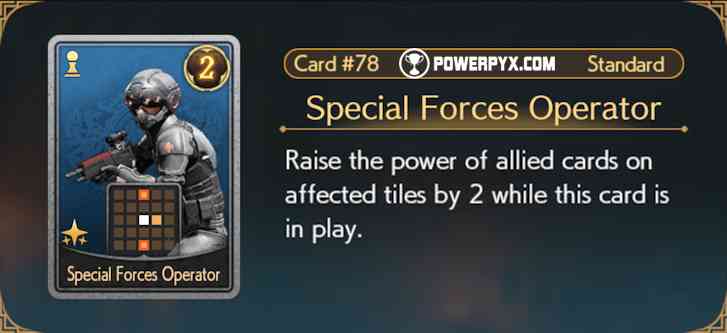 2
Special Forces Operator
Card #78 POWERPYX.COM Standard
Special Forces Operator
Raise the power of allied cards on
affected tiles by 2 while this card is
in play.